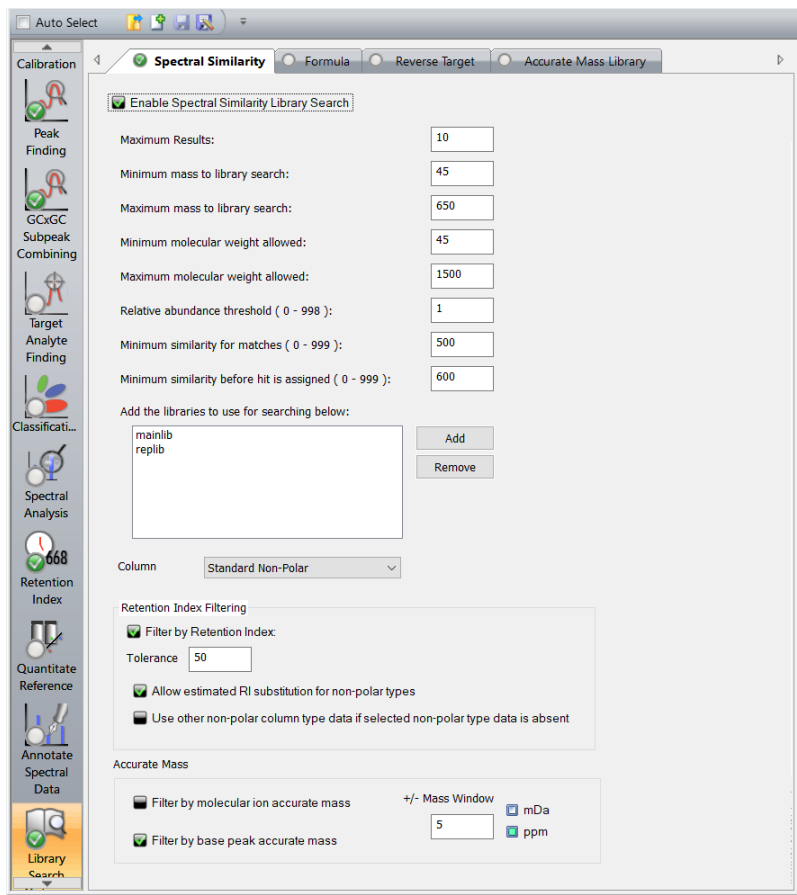 Auto Select
Calibration
Peak
Finding
GCxGC
Subpeak
Combining
Target
Analyte
Finding
Classificati...
Spectral
Analysis
668
Retention
Index
Quantitate
Reference
Annotate
Spectral
Data
Library
Search
Spectral Similarity
Formula
Reverse Target
Accurate Mass Library
Enable Spectral Similarity Library Search
Maximum Results: 10
Minimum mass to library search: 45
Maximum mass to library search: 650
Minimum molecular weight allowed: 45
Maximum molecular weight allowed: 1500
Relative abundance threshold ( 0 - 998 ): 1
Minimum similarity for matches ( 0 - 999 ): 500
Minimum similarity before hit is assigned ( 0 - 999 ): 600
Add the libraries to use for searching below:
mainlib
replib
Add
Remove
Column Standard Non-Polar
Retention Index Filtering
Filter by Retention Index:
Tolerance 50
Allow estimated RI substitution for non-polar types
Use other non-polar column type data if selected non-polar type data is absent
Accurate Mass
Filter by molecular ion accurate mass
Filter by base peak accurate mass
+/- Mass Window
5
mDa
ppm